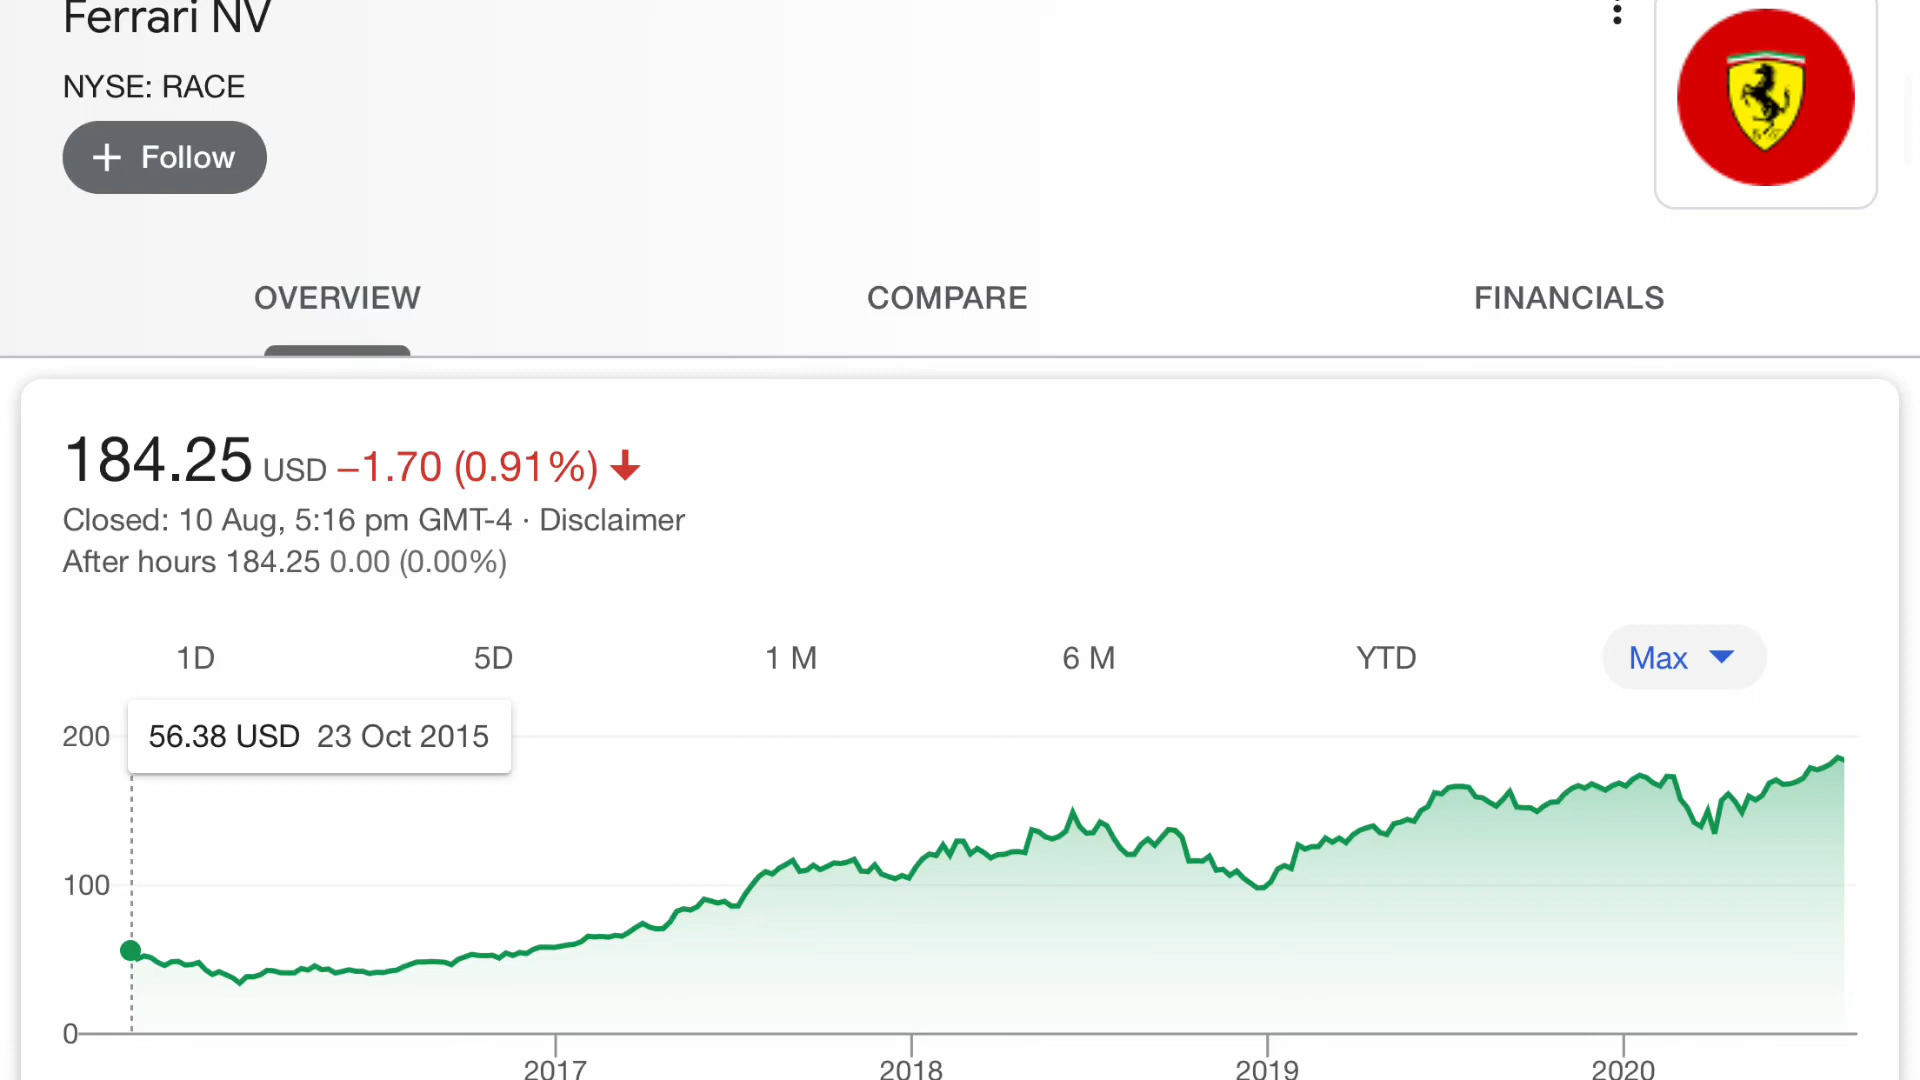 Ferrari NV
NYSE: RACE
+ Follow
OVERVIEW COMPARE FINANCIALS
184.25 USD –1.70 (0.91%)
Closed: 10 Aug, 5:16 pm GMT-4 · Disclaimer
After hours 184.25 0.00 (0.00%)
1D 5D 1 M 6 M YTD Max
56.38 USD 23 Oct 2015
200
100
0
2017 2018 2019 2020